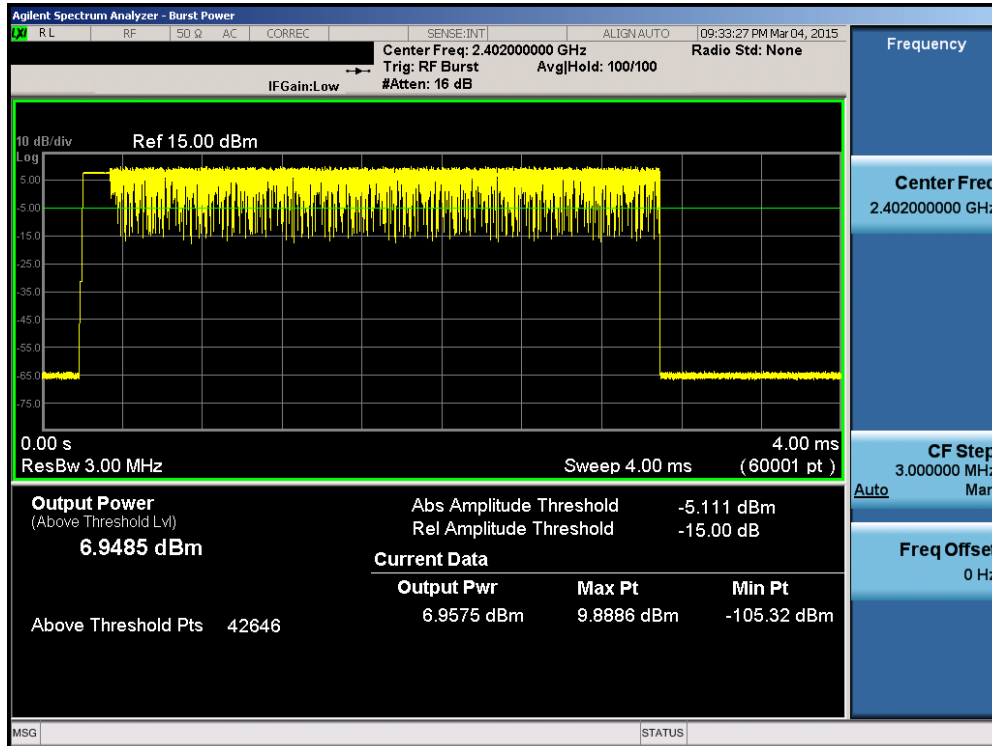 Agilent Spectrum Analyzer - Burst Power
LXI RL RF 50 Ω AC CORREC SENSE:INT ALIGN AUTO 09:33:27 PM Mar 04, 2015
Center Freq: 2.402000000 GHz Radio Std: None
Trig: RF Burst Avg|Hold: 100/100
IFGain:Low #Atten: 16 dB
Frequency
10 dB/div Ref 15.00 dBm
Log
5.00
-5.00
-15.0
-25.0
-35.0
-45.0
-55.0
-65.0
-75.0
Center Freq
2.402000000 GHz
0.00 s 4.00 ms
ResBw 3.00 MHz Sweep 4.00 ms (60001 pt)
CF Step
3.000000 MHz
Auto Man
Output Power
(Above Threshold Lvl)
6.9485 dBm
Above Threshold Pts 42646
Abs Amplitude Threshold -5.111 dBm
Rel Amplitude Threshold -15.00 dB
Current Data
Output Pwr Max Pt Min Pt
6.9575 dBm 9.8886 dBm -105.32 dBm
Freq Offset
0 Hz
MSG STATUS